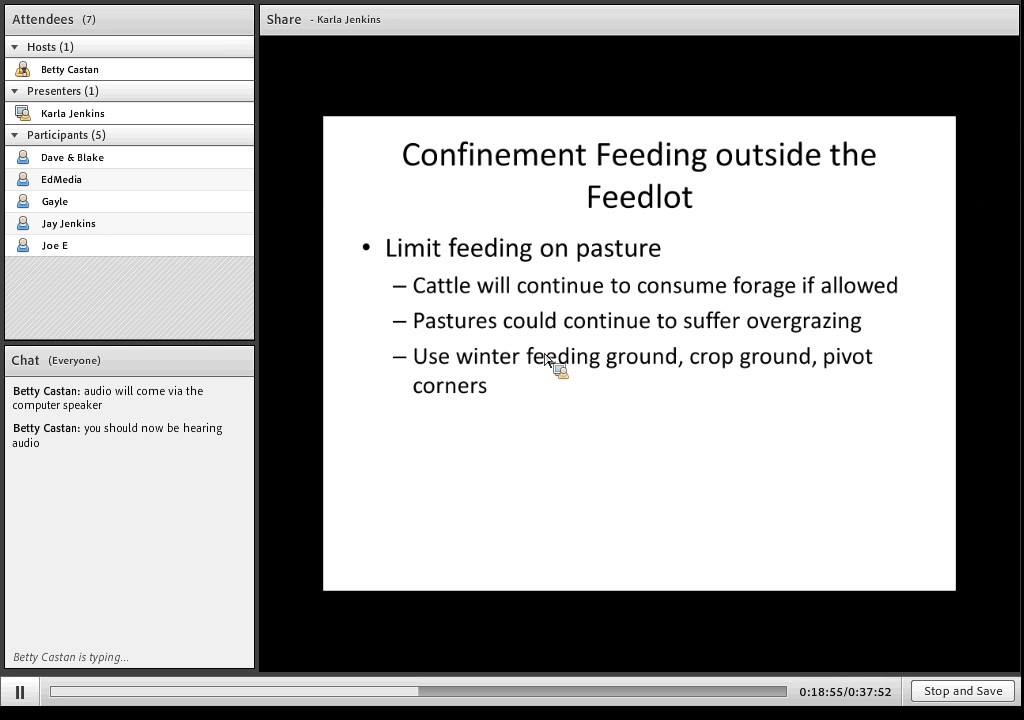 Attendees (7)
Hosts (1)
Betty Castan
Presenters (1)
Karla Jenkins
Participants (5)
Dave & Blake
EdMedia
Gayle
Jay Jenkins
Joe E
Chat (Everyone)
Betty Castan: audio will come via the
computer speaker
Betty Castan: you should now be hearing
audio
Betty Castan is typing...
Share - Karla Jenkins
Confinement Feeding outside the
Feedlot
• Limit feeding on pasture
– Cattle will continue to consume forage if allowed
– Pastures could continue to suffer overgrazing
– Use winter feeding ground, crop ground, pivot
corners
0:18:55/0:37:52
Stop and Save